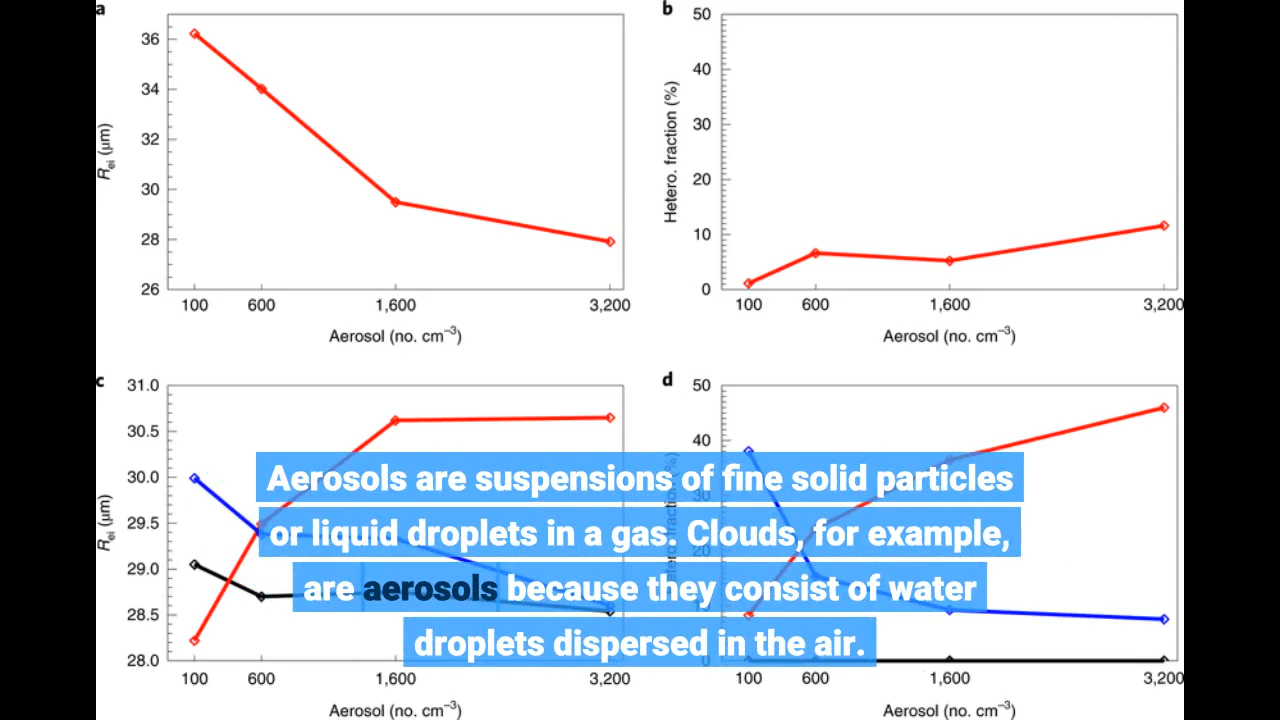 a
36
34
32
30
28
26
R_ei (μm)
100 600 1,600 3,200
Aerosol (no. cm⁻³)
b
50
40
30
20
10
0
Hetero. fraction (%)
100 600 1,600 3,200
Aerosol (no. cm⁻³)
c
31.0
30.5
30.0
29.5
29.0
28.5
28.0
R_ei (μm)
100 600 1,600 3,200
Aerosol (no. cm⁻³)
d
50
40
30
20
0
100 600 1,600 3,200
Aerosol (no. cm⁻³)
Aerosols are suspensions of fine solid particles
or liquid droplets in a gas. Clouds, for example,
are aerosols because they consist of water
droplets dispersed in the air.